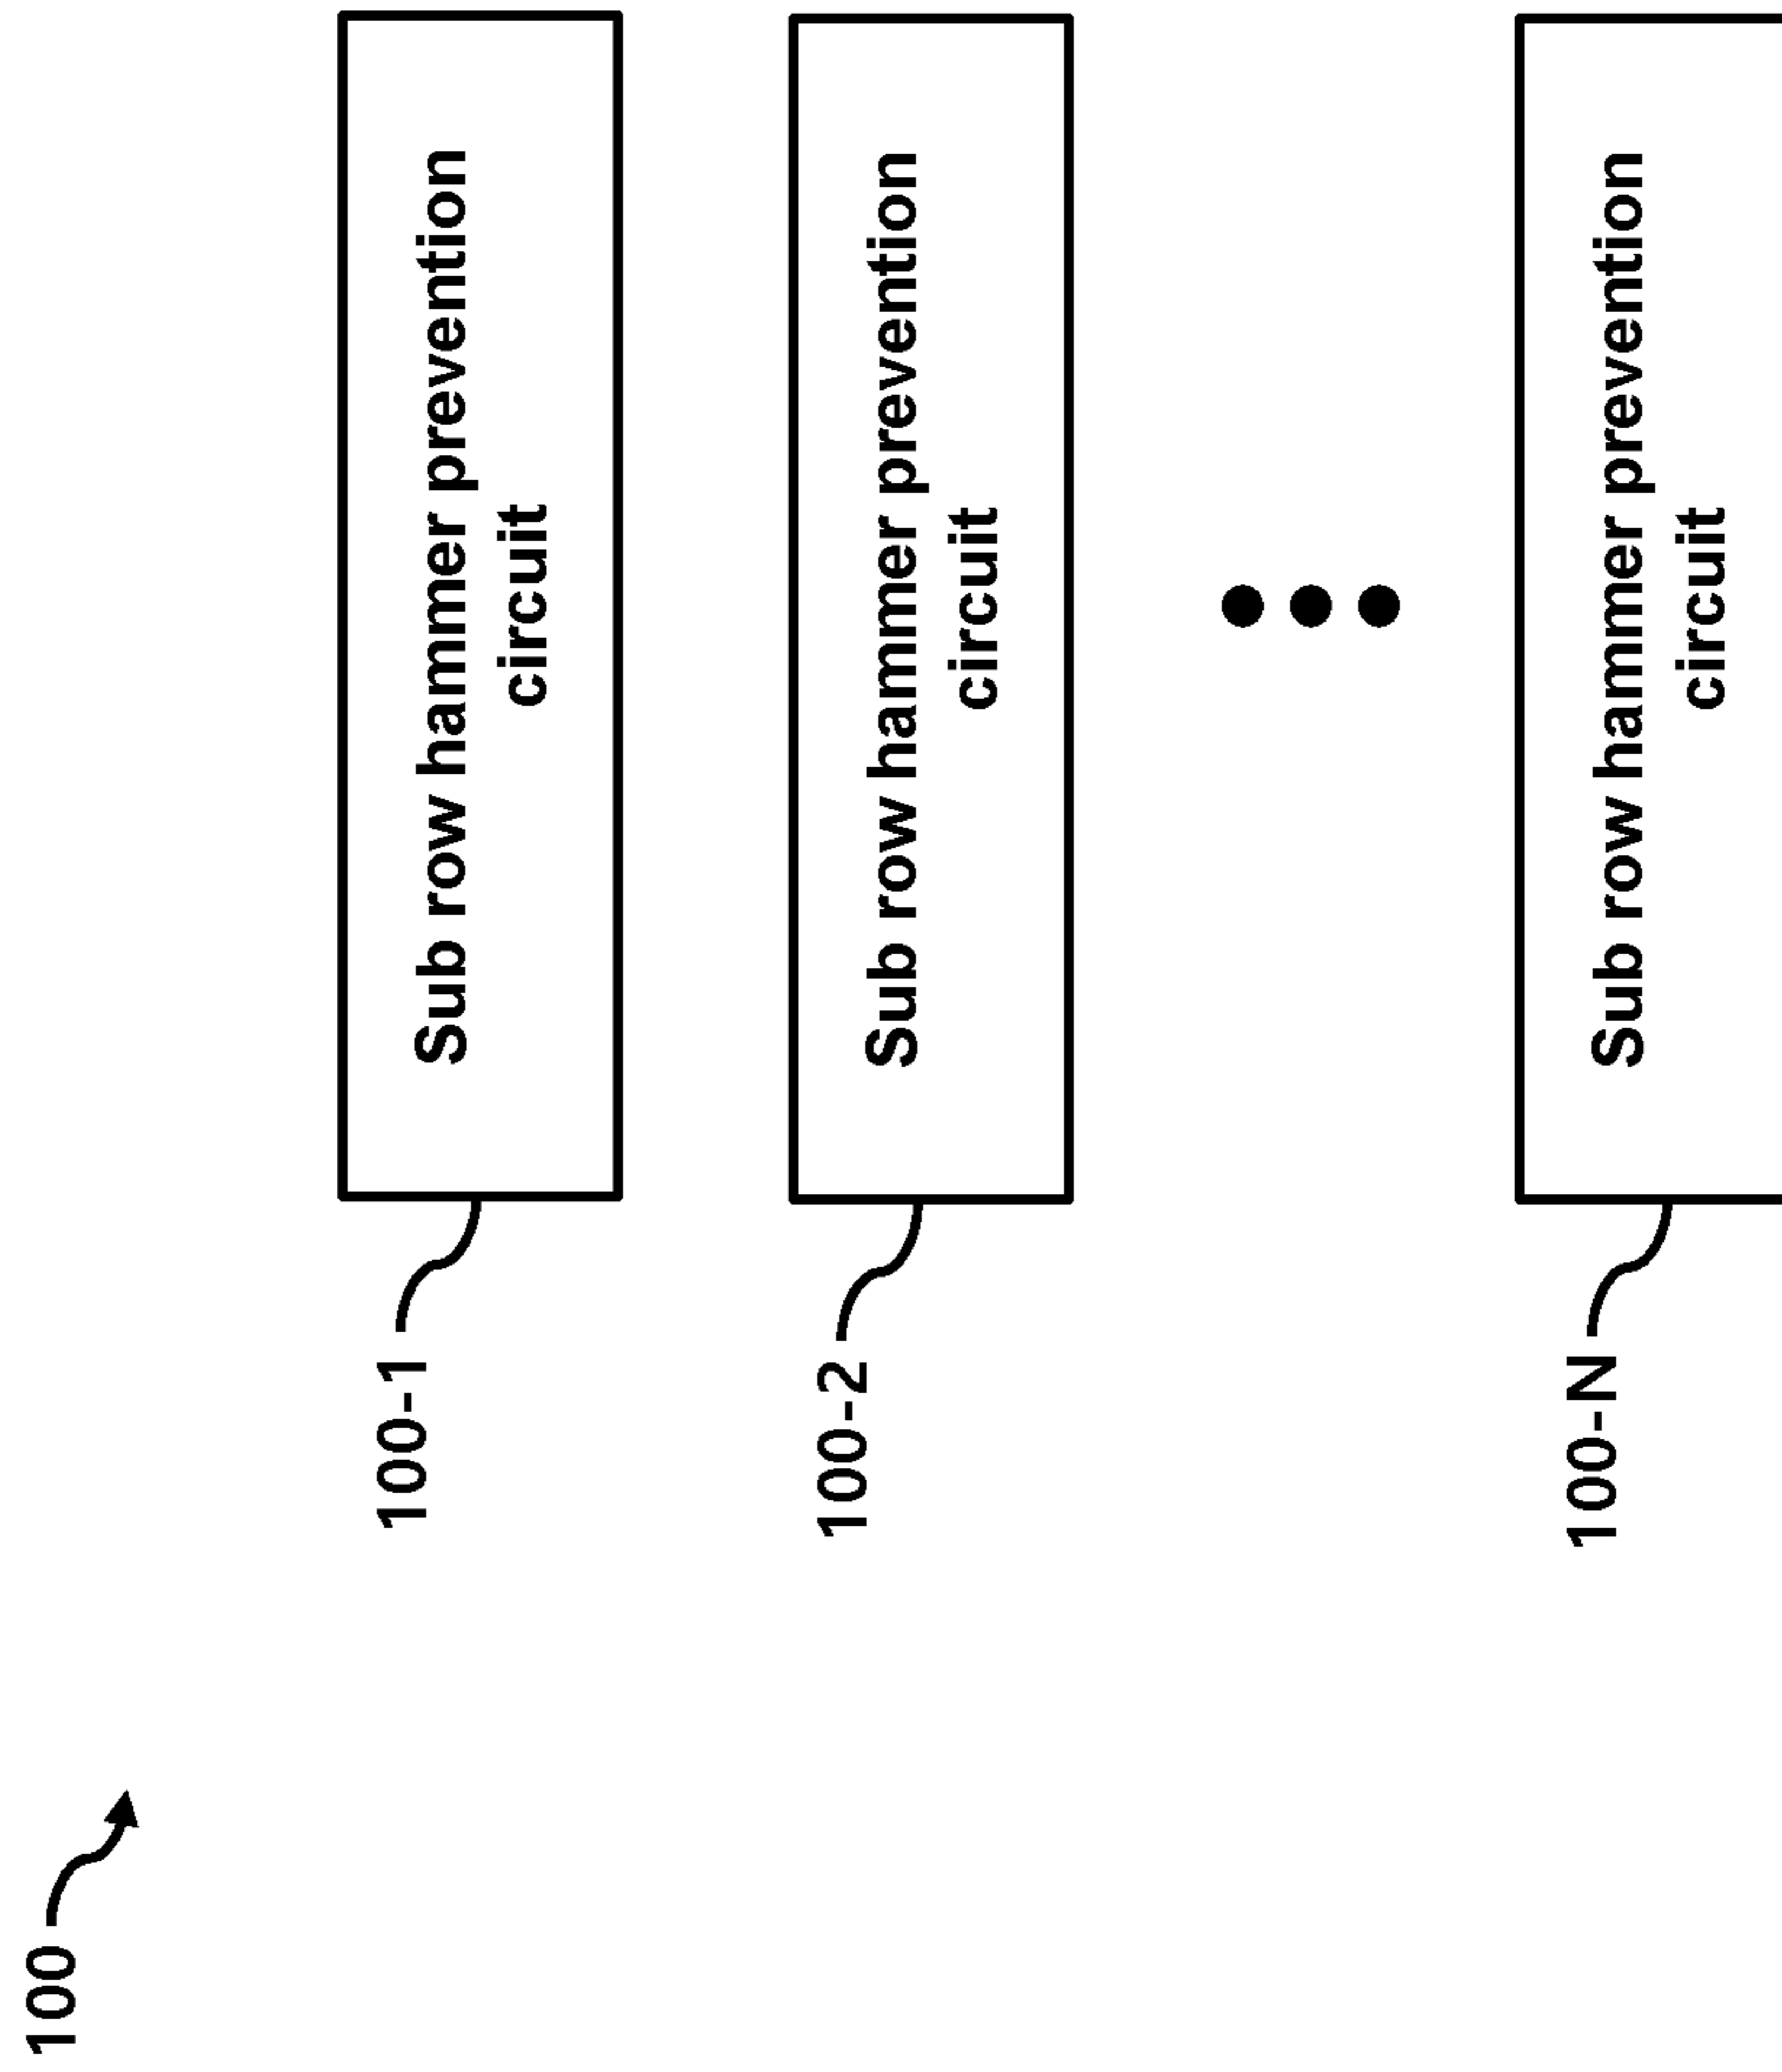 100
100-1
Sub row hammer prevention
circuit
100-2
Sub row hammer prevention
circuit
100-N
Sub row hammer prevention
circuit